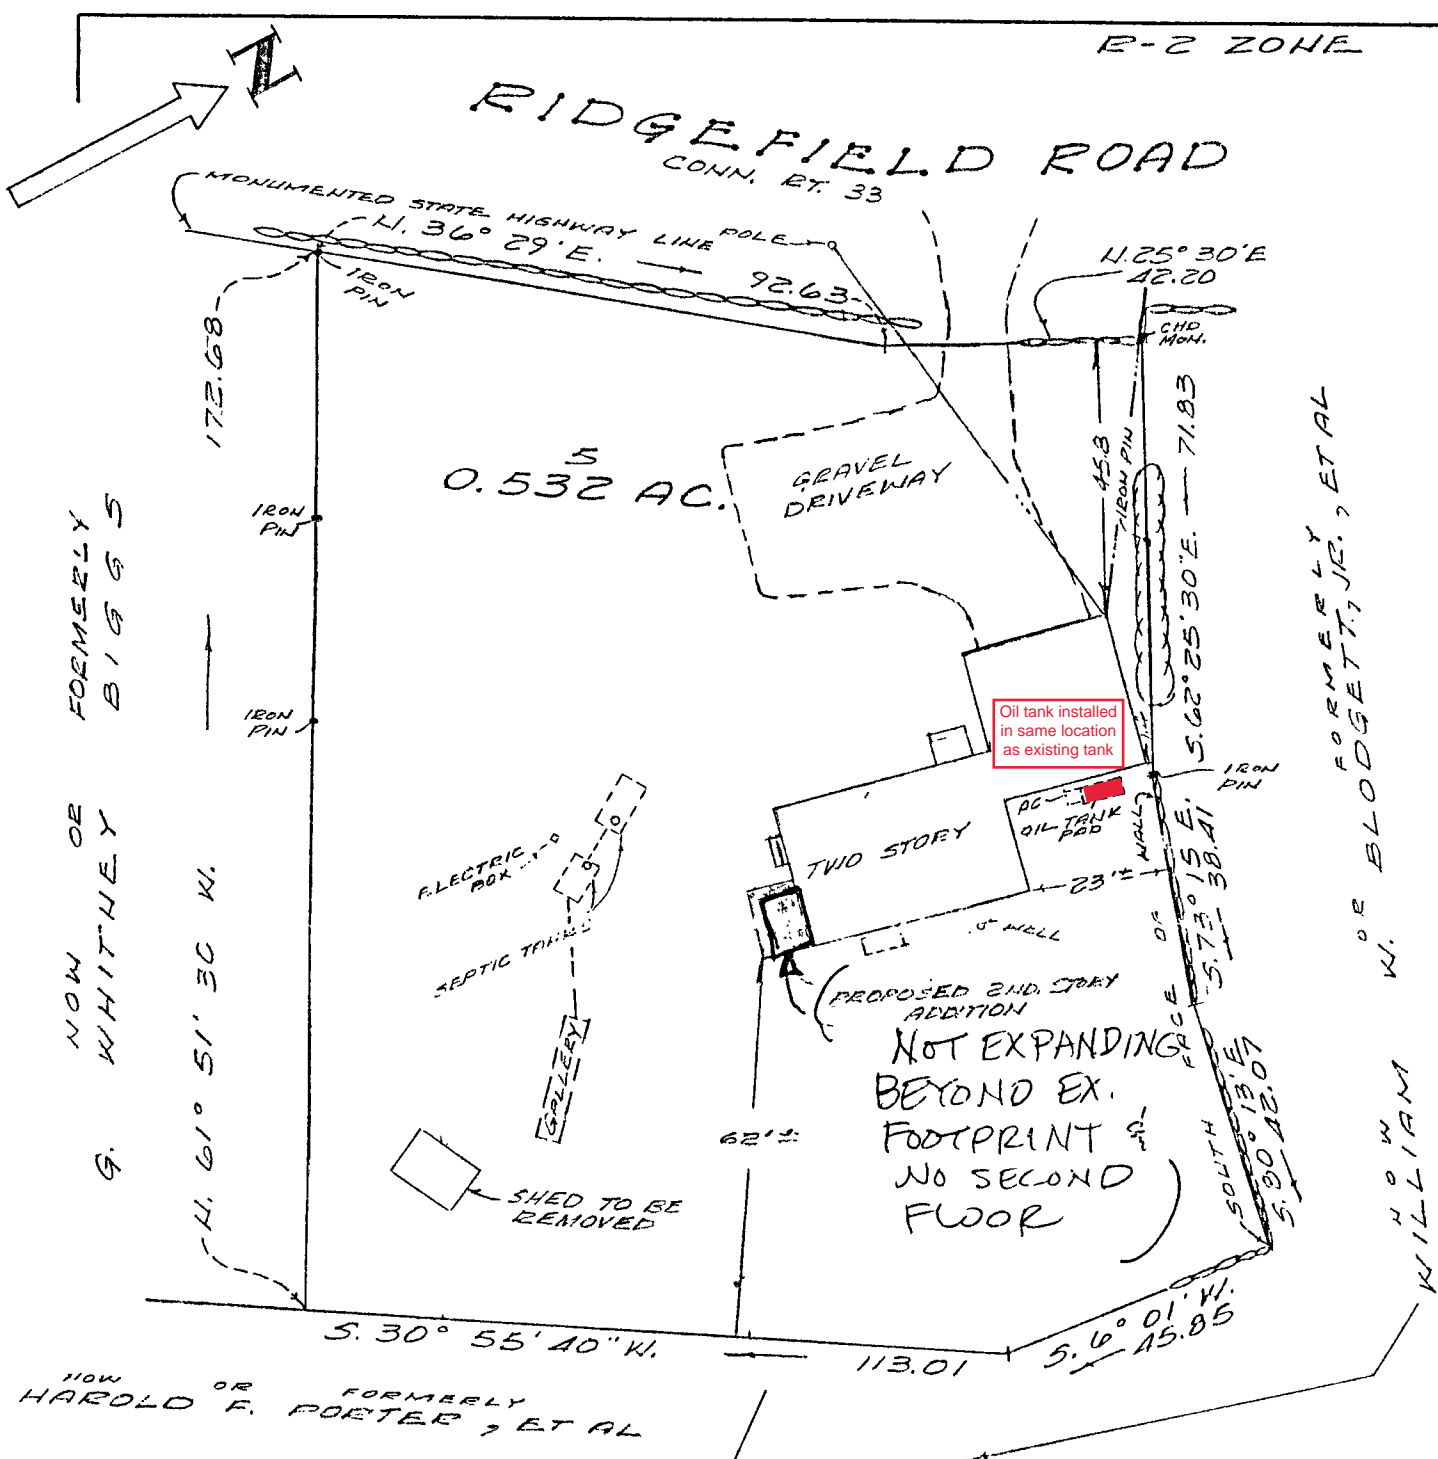 R-2 ZONE
N
RIDGEFIELD ROAD
CONN. RT. 33
MONUMENTED STATE HIGHWAY LINE
N. 36° 29' E.
92.63
POLE
N. 25° 30' E
42.20
CHD
MON.
IRON
PIN
172.68
45.8
IRON PIN
S. 62° 25' 30" E. — 71.83
5
0.532 AC.
GRAVEL
DRIVEWAY
IRON
PIN
IRON
PIN
NOW OR FORMERLY
G. WHITNEY BIGGS
N. 61° 51' 30 W.
NOW OR FORMERLY
WILLIAM W. BLODGETT, JR., ET AL
Oil tank installed
in same location
as existing tank
IRON
PIN
AC
OIL TANK
PAD
WALL
TWO STORY
23'±
S. 73° 15 E.
38.41
ELECTRIC
BOX
SEPTIC TANKS
WELL
PROPOSED 2ND. STORY
ADDITION
NOT EXPANDING
BEYOND EX.
FOOTPRINT &
NO SECOND
FLOOR
SOUTH FACE OF
S. 30° 13' E
42.07
GALLERY
62'±
SHED TO BE
REMOVED
S. 6° 01' W.
45.85
S. 30° 55' 40" W.
113.01
NOW OR FORMERLY
HAROLD F. PORTER, ET AL